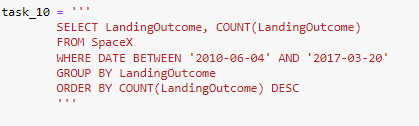 task_10 = '''
SELECT LandingOutcome, COUNT(LandingOutcome)
FROM SpaceX
WHERE DATE BETWEEN '2010-06-04' AND '2017-03-20'
GROUP BY LandingOutcome
ORDER BY COUNT(LandingOutcome) DESC
'''